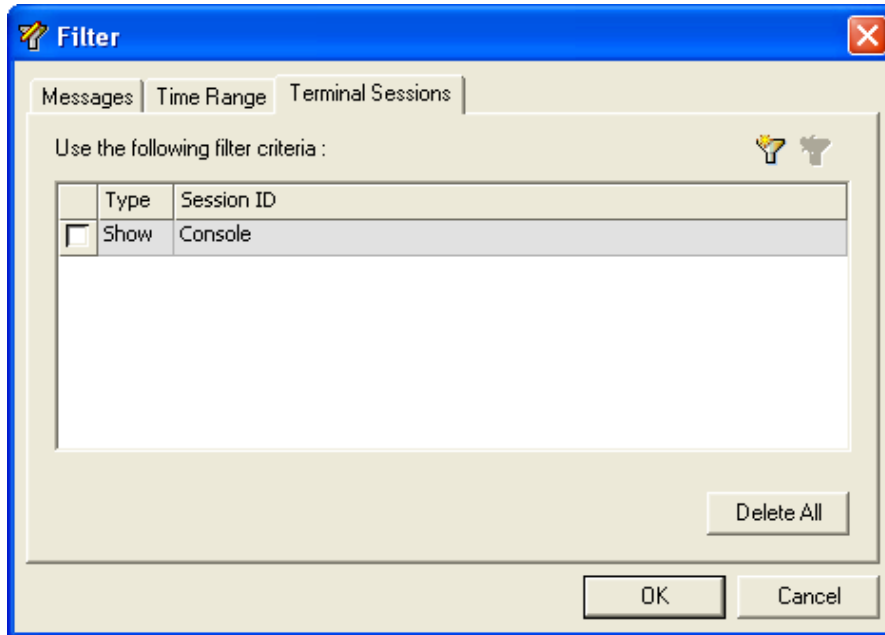 Filter
Messages Time Range Terminal Sessions
Use the following filter criteria :
Type Session ID
Show Console
Delete All
OK Cancel